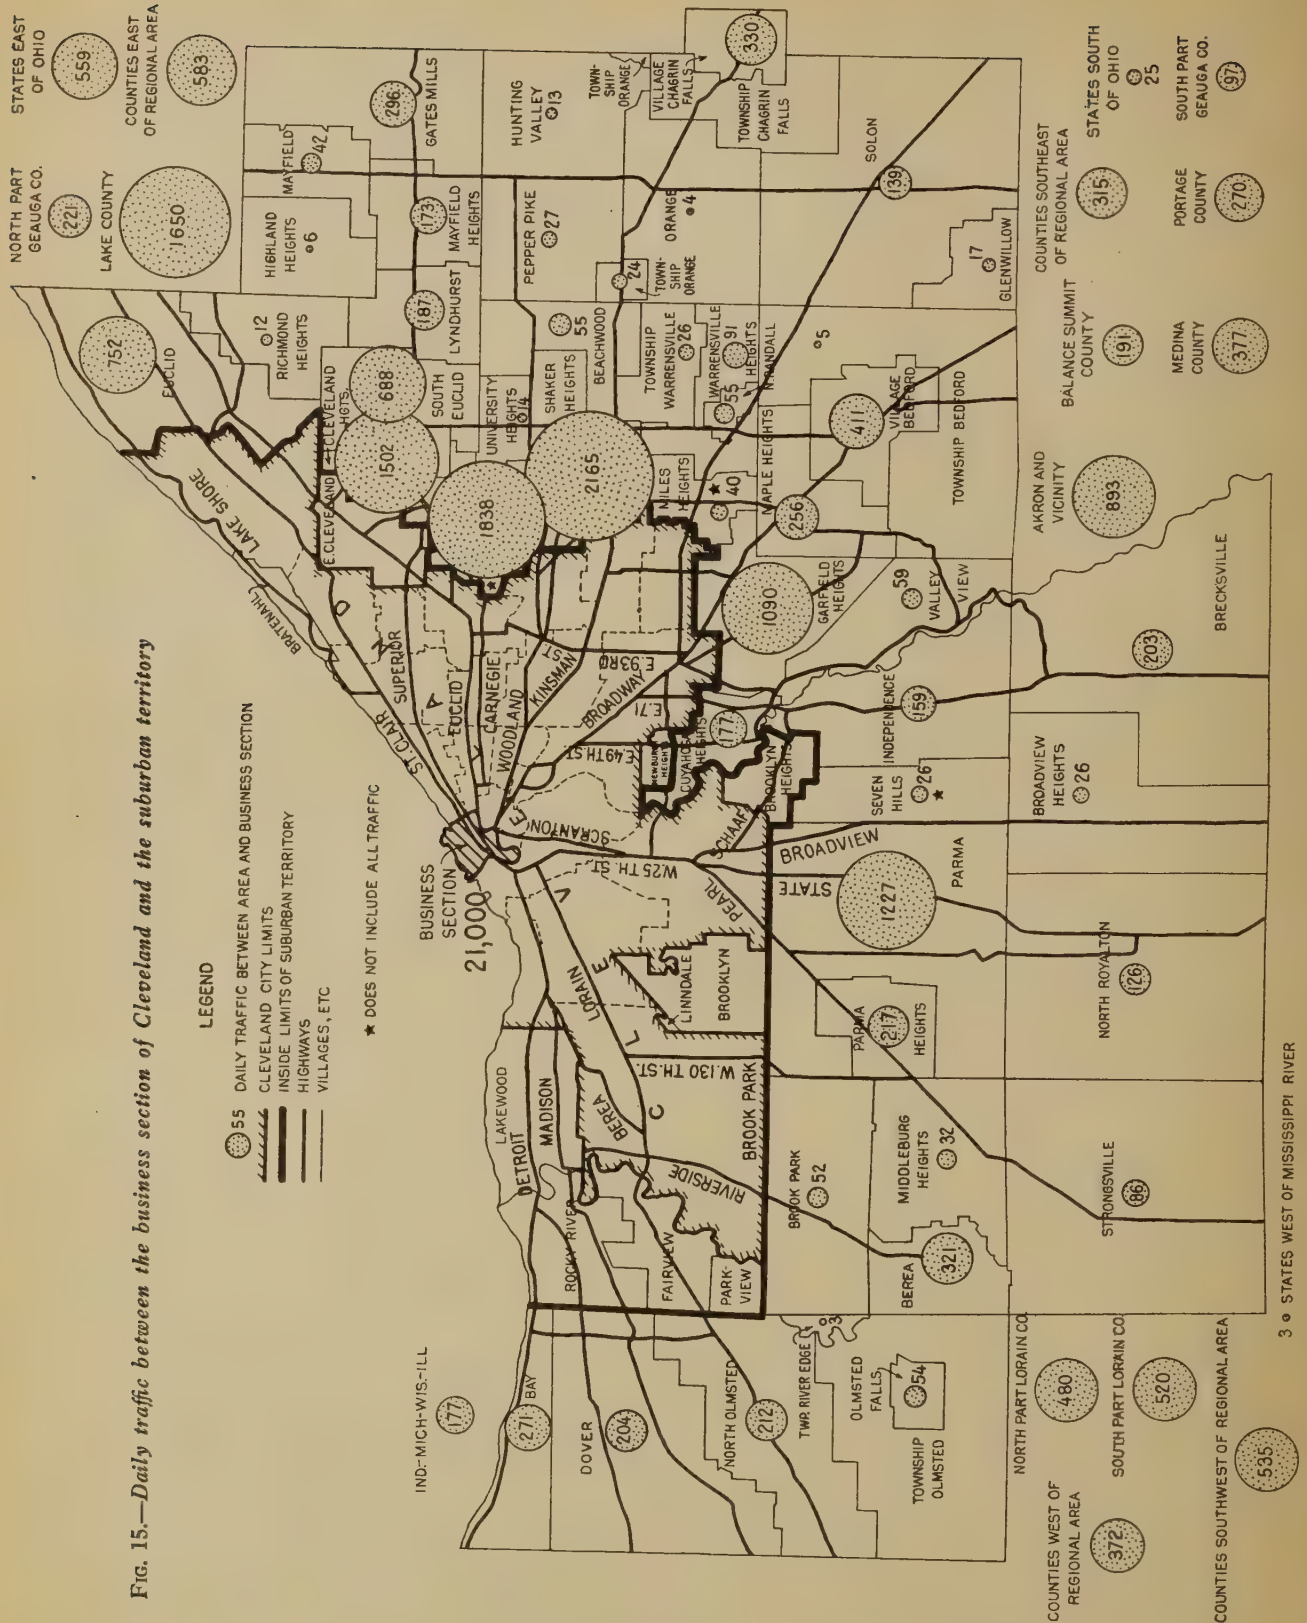 FIG. 15.—Daily traffic between the business section of Cleveland and the suburban territory
LEGEND
55 DAILY TRAFFIC BETWEEN AREA AND BUSINESS SECTION
CLEVELAND CITY LIMITS
INSIDE LIMITS OF SUBURBAN TERRITORY
HIGHWAYS
VILLAGES, ETC
★ DOES NOT INCLUDE ALL TRAFFIC
BUSINESS
SECTION
21,000
STATES EAST
OF OHIO
559
COUNTIES EAST
OF REGIONAL AREA
583
NORTH PART
GEAUGA CO.
221
LAKE COUNTY
1650
752
EUCLID
RICHMOND
HEIGHTS
12
HIGHLAND
HEIGHTS
6
MAYFIELD
42
296
GATES MILLS
173
MAYFIELD
HEIGHTS
187
LYNDHURST
688
SOUTH
EUCLID
CLEVELAND
HGTS.
1502
E. CLEVELAND
UNIVERSITY
HEIGHTS
14
1838
★
HUNTING
VALLEY
13
PEPPER PIKE
27
55
BEACHWOOD
SHAKER
HEIGHTS
2165
TOWN-
SHIP
ORANGE
VILLAGE
CHAGRIN
FALLS
330
TOWNSHIP
CHAGRIN
FALLS
ORANGE
4
24
TOWN-
SHIP
ORANGE
TOWNSHIP
WARRENSVILLE
26
WARRENSVILLE
91
HEIGHTS
55
N. RANDALL
MILES
HEIGHTS
★
40
MAPLE HEIGHTS
256
5
SOLON
139
17
GLENWILLOW
411
VILLAGE
BEDFORD
TOWNSHIP BEDFORD
1090
GARFIELD
HEIGHTS
59
VALLEY
VIEW
LAKE SHORE
BRATENAHL
ST. CLAIR
SUPERIOR
EUCLID
CARNEGIE
WOODLAND
KINSMAN
ST
E.93RD
BROADWAY
E.71
E.49TH.ST.
SCRANTON
W.25TH.ST.
C L E V E L A N D
NEWBURG
HEIGHTS
CUYAHOGA
HEIGHTS
177
BROOKLYN
HEIGHTS
SCHAAF
PEARL
STATE
BROADVIEW
INDEPENDENCE
159
SEVEN
HILLS
26
★
BROADVIEW
HEIGHTS
26
203
BRECKSVILLE
1227
PARMA
PARMA
HEIGHTS
217
NORTH ROYALTON
126
LINNDALE
BROOKLYN
LORAIN
W.130 TH.ST.
BROOK PARK
LAKEWOOD
DETROIT
MADISON
BEREA
RIVERSIDE
ROCKY RIVER
FAIRVIEW
PARK-
VIEW
BROOK PARK
52
MIDDLEBURG
HEIGHTS
32
BEREA
321
STRONGSVILLE
86
IND.-MICH-WIS.-ILL
177
BAY
271
DOVER
204
NORTH OLMSTED
212
TWP. RIVER EDGE
3
OLMSTED
FALLS
54
TOWNSHIP
OLMSTED
NORTH PART LORAIN CO.
480
SOUTH PART LORAIN CO.
520
COUNTIES WEST OF
REGIONAL AREA
372
COUNTIES SOUTHWEST OF REGIONAL AREA
535
3 STATES WEST OF MISSISSIPPI RIVER
AKRON AND
VICINITY
893
BALANCE SUMMIT
COUNTY
191
MEDINA
COUNTY
377
COUNTIES SOUTHEAST
OF REGIONAL AREA
315
PORTAGE
COUNTY
270
STATES SOUTH
OF OHIO
25
SOUTH PART
GEAUGA CO.
97